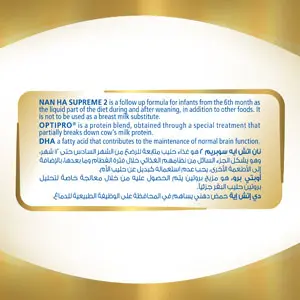 NAN HA SUPREME 2 is a follow up formula for infants from the 6th month as
the liquid part of the diet during and after weaning, in addition to other foods. It
is not to be used as a breast milk substitute.
OPTIPRO® is a protein blend, obtained through a special treatment that
partially breaks down cow's milk protein.
DHA a fatty acid that contributes to the maintenance of normal brain function.
نان اتش ايه سوبريم ٢ هو غذاء حليب متابعة للرضع من الشهر السادس حتى ١٢ شهر،
وهو يشكل الجزء السائل من نظامهم الغذائي خلال فترة الفطام وما بعدها، بالإضافة
إلى الأطعمة الأخرى. يجب عدم استعماله كبديل عن حليب الأم.
أوبتي برو، هو مزيج بروتين يتم الحصول عليه من خلال معالجة خاصة لتحليل
بروتين حليب البقر جزئياً.
دي إتش إية حمض دهني يساهم في المحافظة على الوظيفة الطبيعية للدماغ.